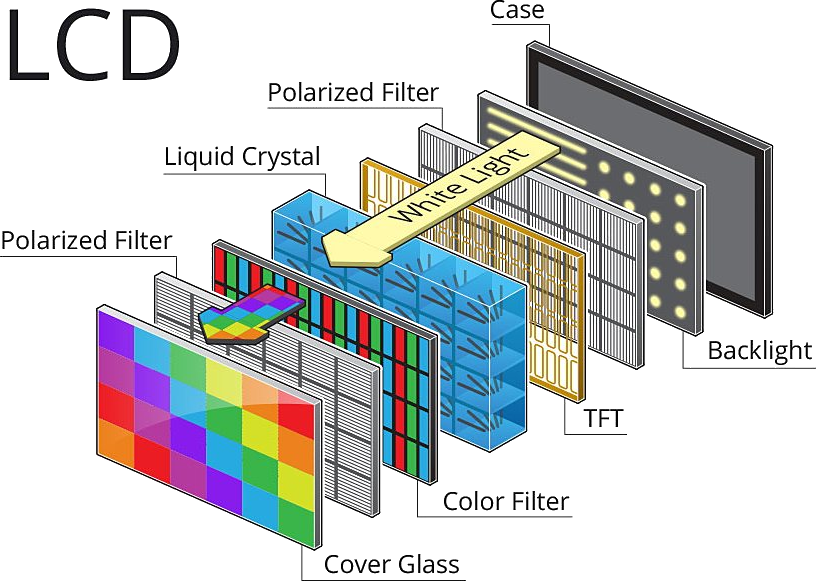 LCD
Case
Polarized Filter
Liquid Crystal
White Light
Polarized Filter
Backlight
TFT
Color Filter
Cover Glass